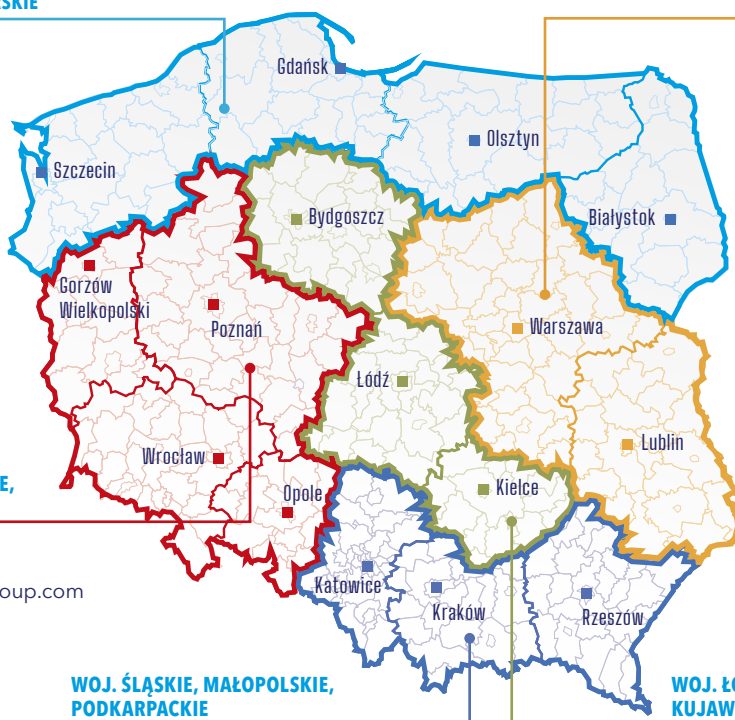 SKIE
Gdańsk
Olsztyn
Szczecin
Białystok
Bydgoszcz
Gorzów
Wielkopolski
Poznań
Warszawa
Łódź
Lublin
Wrocław
Kielce
E,
Opole
Katowice
oup.com
Kraków
Rzeszów
WOJ. ŚLĄSKIE, MAŁOPOLSKIE,
PODKARPACKIE
WOJ. ŁO
KUJAW